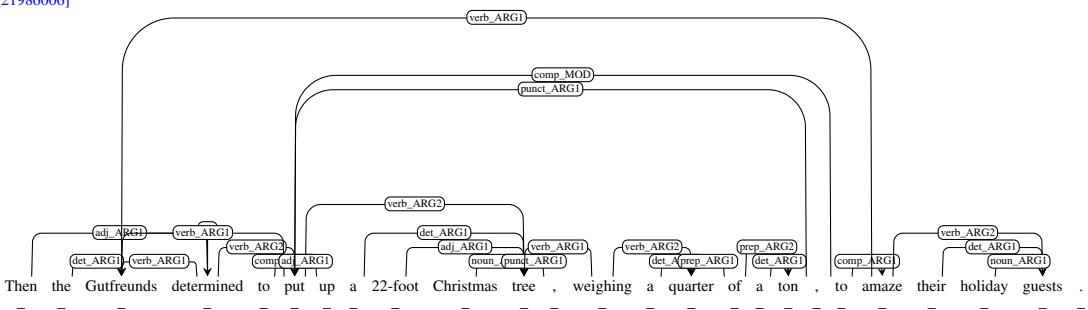 21986006]
verb_ARG1
comp_MOD
punct_ARG1
verb_ARG2
adj_ARG1 verb_ARG1 det_ARG1 verb_ARG2
verb_ARG2 adj_ARG1 verb_ARG1 verb_ARG2 prep_ARG2 det_ARG1
det_ARG1 verb_ARG1 adj_ARG1 punct_ARG1 prep_ARG1 det_ARG1 comp_ARG1 noun_ARG1
Then the Gutfreunds determined to put up a 22-foot Christmas tree , weighing a quarter of a ton , to amaze their holiday guests .